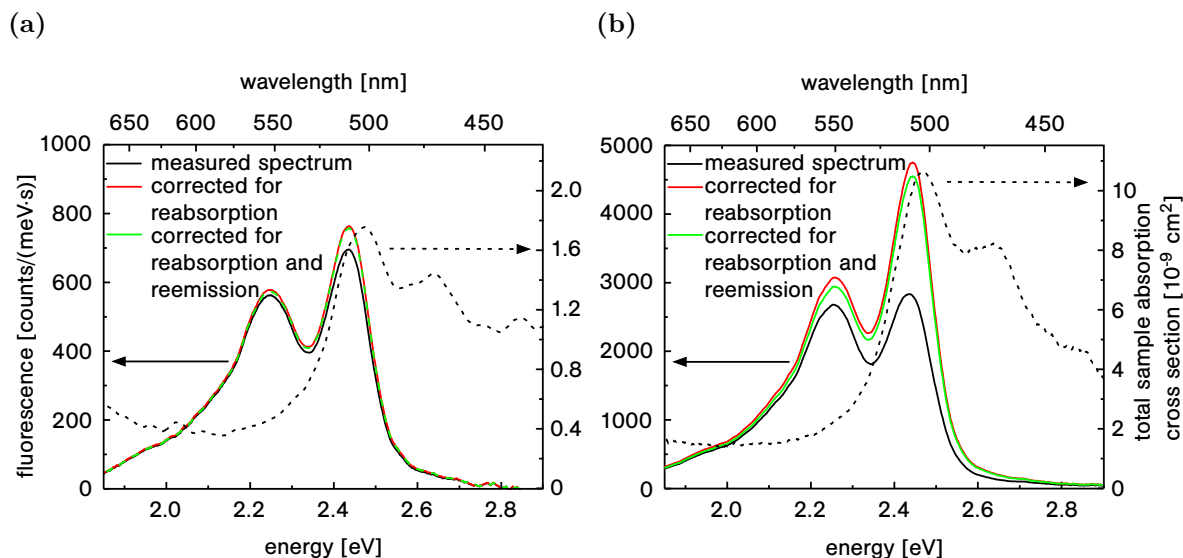 (a)
(b)
wavelength [nm]
650 600 550 500 450
fluorescence [counts/(meV·s)]
1000
800
600
400
200
0
measured spectrum
corrected for
reabsorption
corrected for
reabsorption and
reemission
2.0
1.6
1.2
0.8
0.4
0
2.0 2.2 2.4 2.6 2.8
energy [eV]
wavelength [nm]
650 600 550 500 450
5000
4000
3000
2000
1000
0
measured spectrum
corrected for
reabsorption
corrected for
reabsorption and
reemission
10
8
6
4
2
0
total sample absorption
cross section [10⁻⁹ cm²]
2.0 2.2 2.4 2.6 2.8
energy [eV]